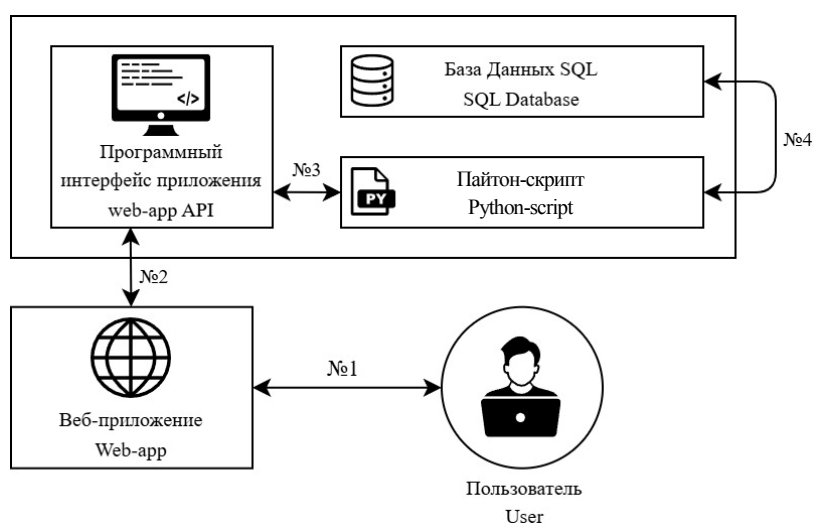 </>
Программный
интерфейс приложения
web-app API
База Данных SQL
SQL Database
№3
PY
Пайтон-скрипт
Python-script
№4
№2
Веб-приложение
Web-app
№1
Пользователь
User